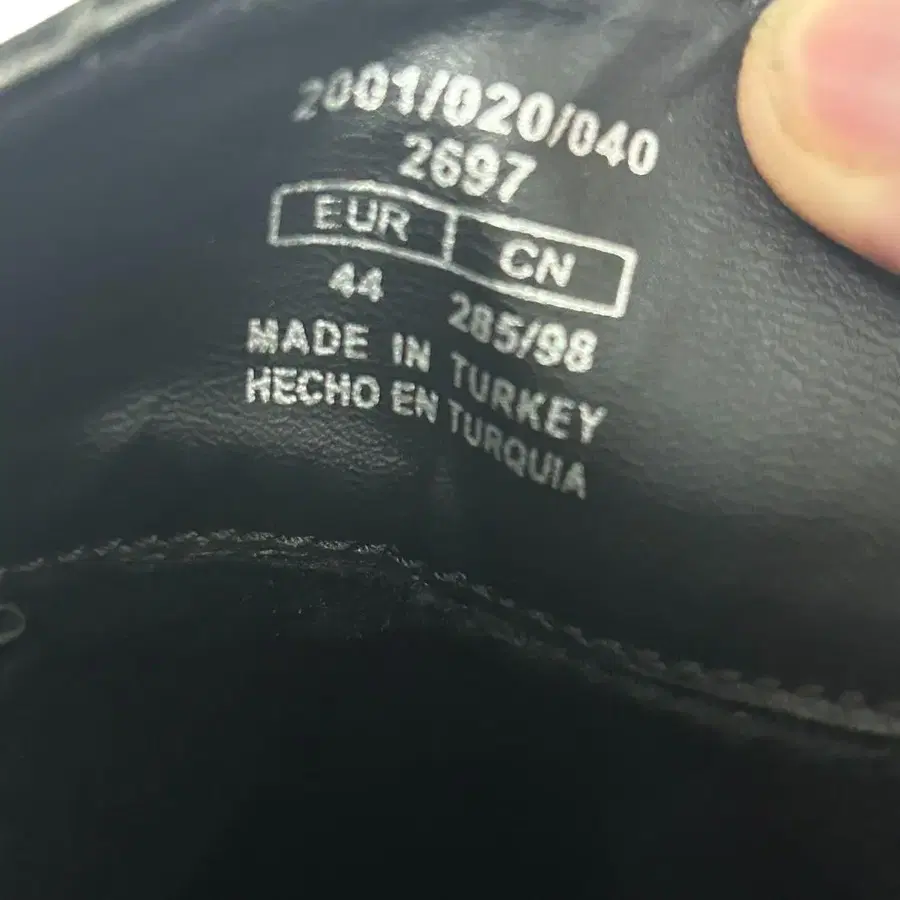 2001/020/040
2697
EUR CN
44 285/98
MADE IN TURKEY
HECHO EN TURQUIA